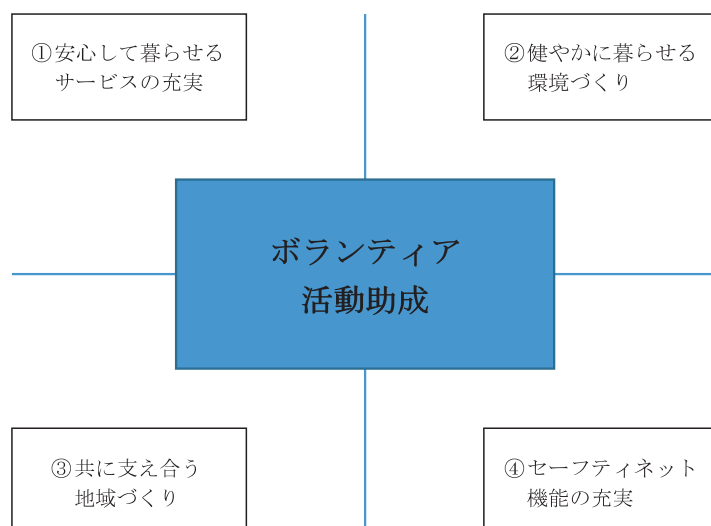 ①安心して暮らせる
サービスの充実
②健やかに暮らせる
環境づくり
ボランティア
活動助成
③共に支え合う
地域づくり
④セーフティネット
機能の充実